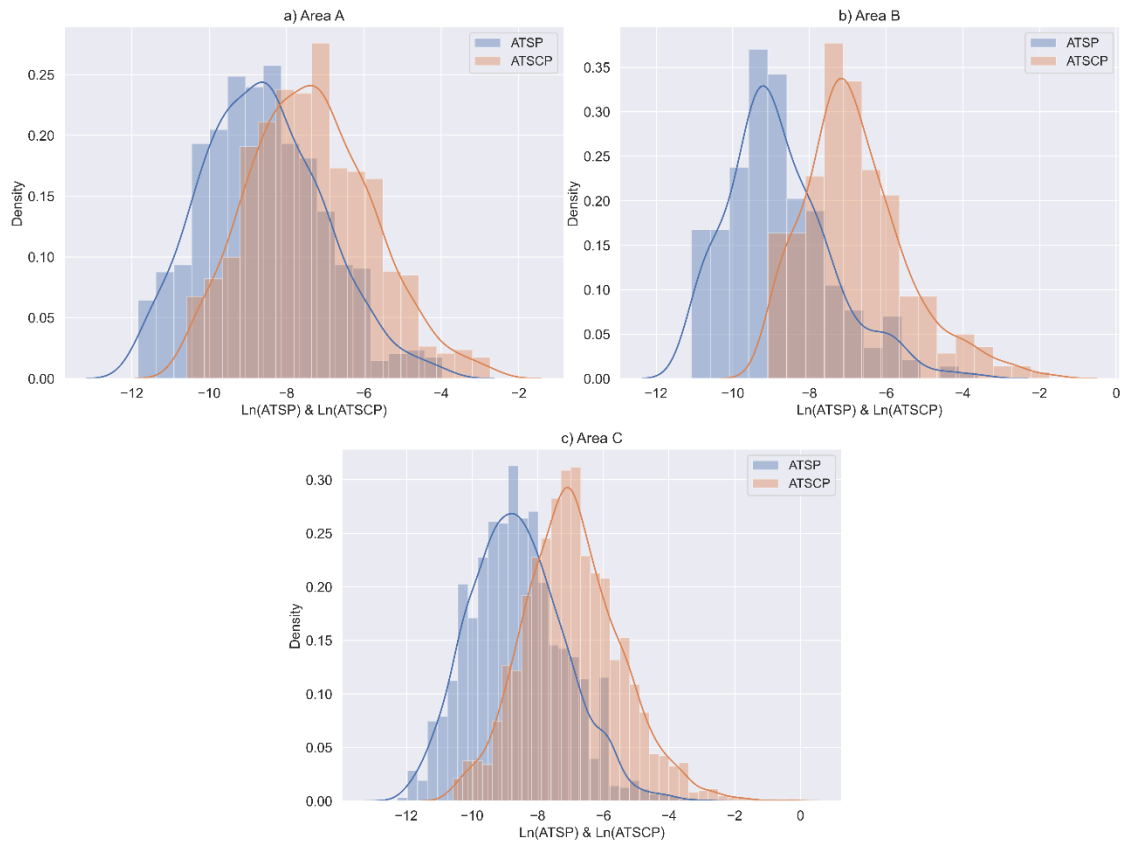 a) Area A
ATSP
ATSCP
0.25
0.20
0.15
0.10
0.05
0.00
Density
−12
−10
−8
−6
−4
−2
Ln(ATSP) & Ln(ATSCP)
b) Area B
ATSP
ATSCP
0.35
0.30
0.25
0.20
0.15
0.10
0.05
0.00
Density
−12
−10
−8
−6
−4
−2
0
Ln(ATSP) & Ln(ATSCP)
c) Area C
ATSP
ATSCP
0.30
0.25
0.20
0.15
0.10
0.05
0.00
Density
−12
−10
−8
−6
−4
−2
0
Ln(ATSP) & Ln(ATSCP)